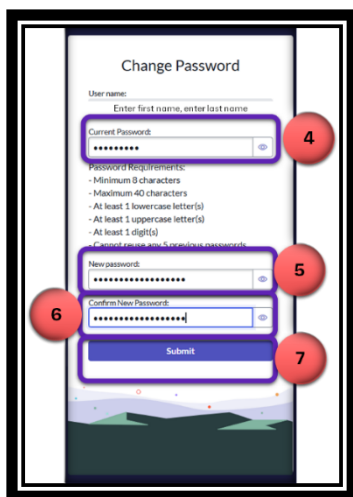 Change Password
User name:
Enter first name, enter last name
Current Password:
4
Password Requirements:
- Minimum 8 characters
- Maximum 40 characters
- At least 1 lowercase letter(s)
- At least 1 uppercase letter(s)
- At least 1 digit(s)
- Cannot reuse any 5 previous passwords
New password:
5
Confirm New Password:
6
Submit
7